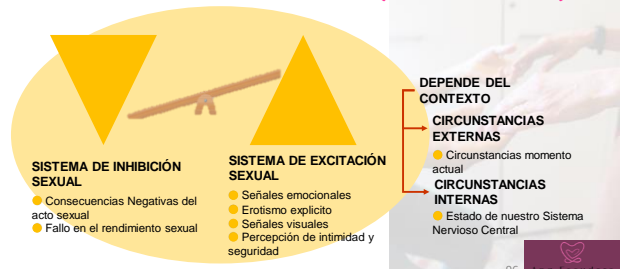 SISTEMA DE INHIBICIÓN
SEXUAL
Consecuencias Negativas del
acto sexual
Fallo en el rendimiento sexual
SISTEMA DE EXCITACIÓN
SEXUAL
Señales emocionales
Erotismo explicito
Señales visuales
Percepción de intimidad y
seguridad
DEPENDE DEL
CONTEXTO
CIRCUNSTANCIAS
EXTERNAS
Circunstancias momento
actual
CIRCUNSTANCIAS
INTERNAS
Estado de nuestro Sistema
Nervioso Central